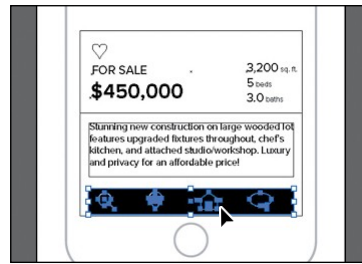 FOR SALE
$450,000
3,200 sq. ft.
5 beds
3.0 baths
Stunning new construction on large wooded lot
features upgraded fixtures throughout, chef's
kitchen, and attached studio/workshop. Luxury
and privacy for an affordable price!